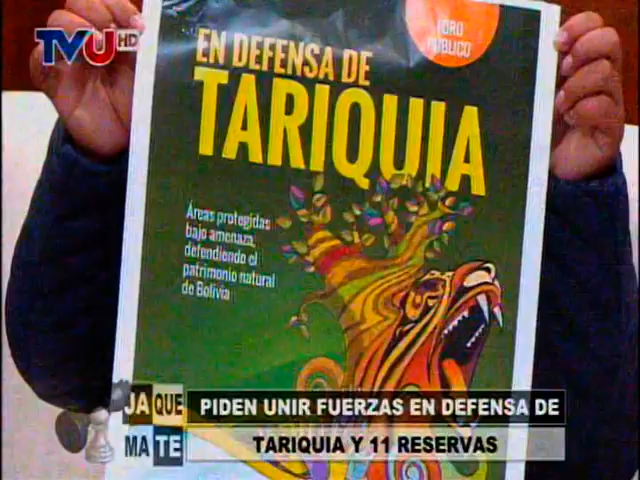 TVU HD
FORO
PÚBLICO
EN DEFENSA DE
TARIQUIA
Áreas protegidas
bajo amenaza,
defendiendo el
patrimonio natural
de Bolivia
JAQUE
MATE
PIDEN UNIR FUERZAS EN DEFENSA DE
TARIQUIA Y 11 RESERVAS